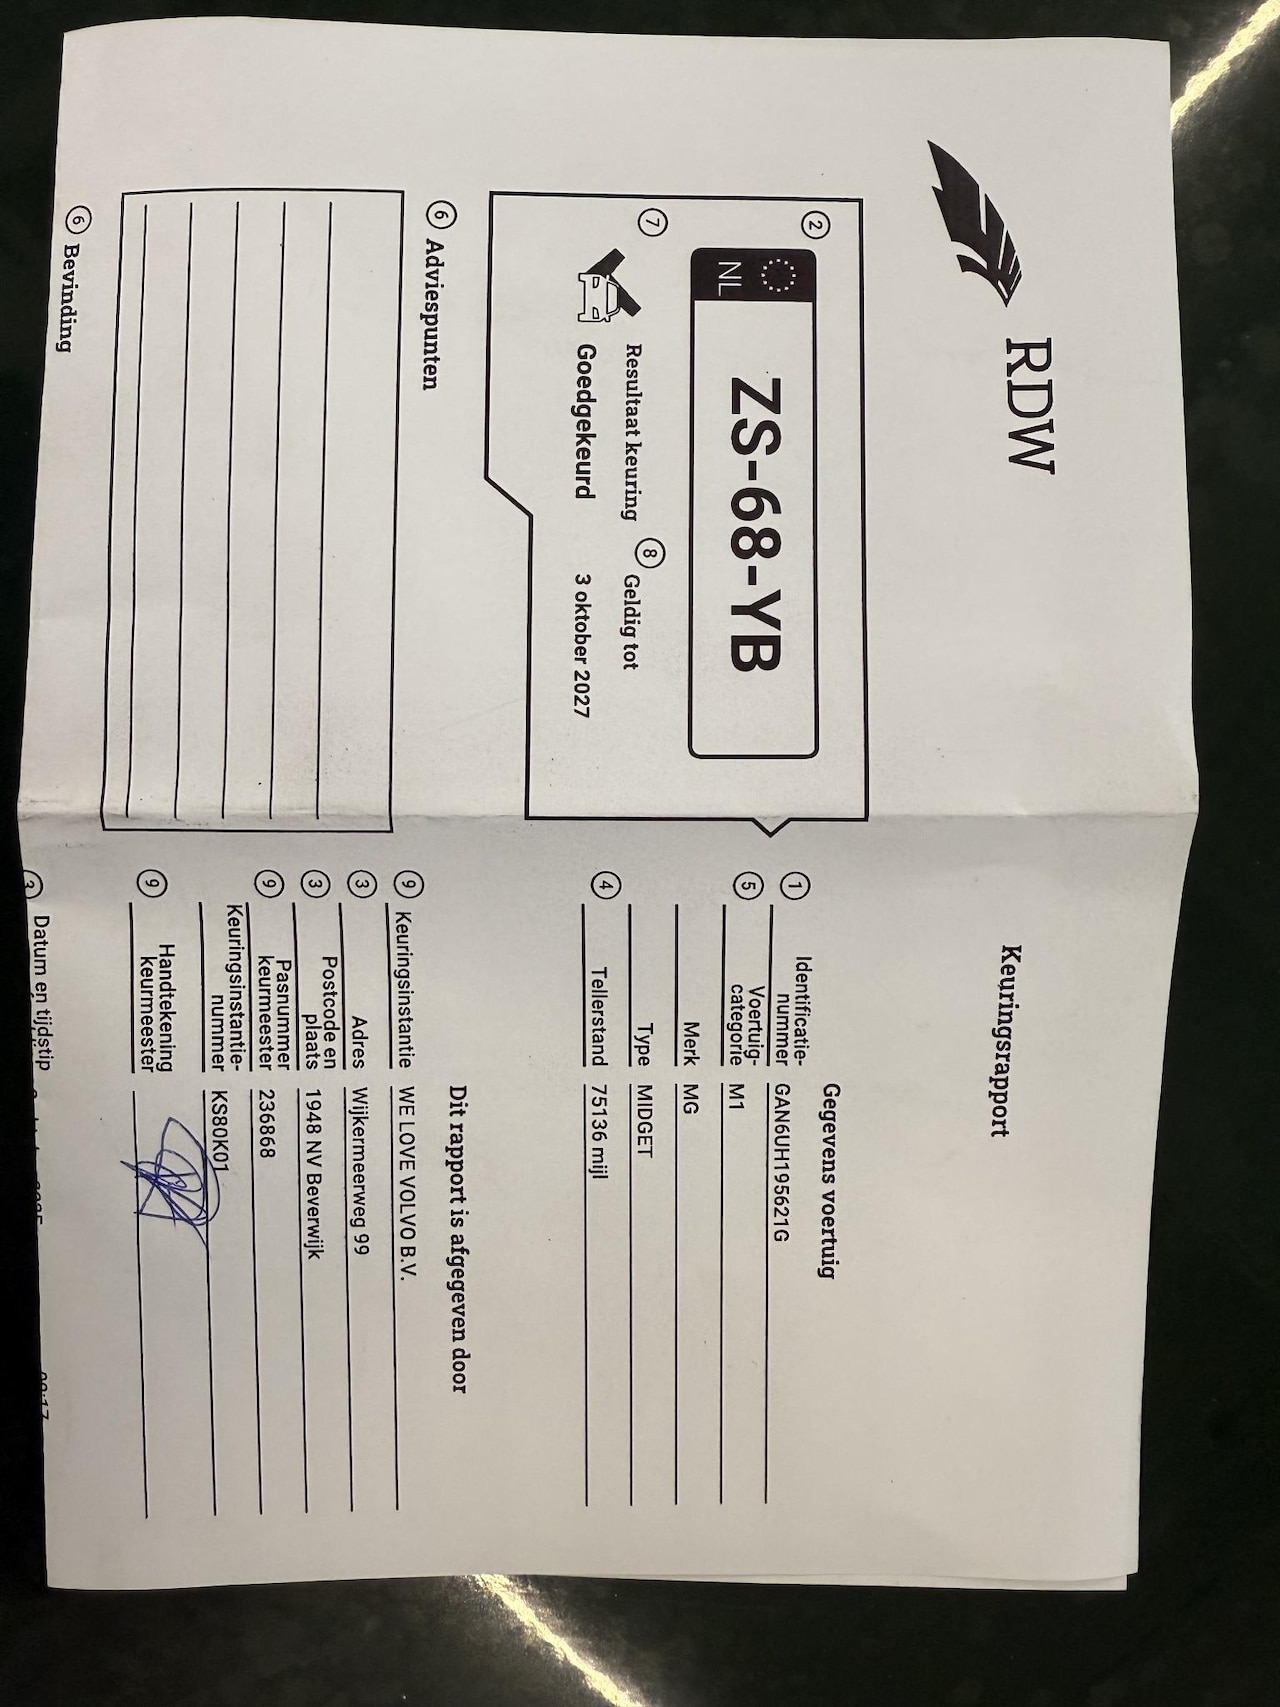 RDW
Keuringsrapport
2
NL
ZS-68-YB
7
Resultaat keuring
Goedgekeurd
8
Geldig tot
3 oktober 2027
Gegevens voertuig
1 Identificatie-
nummer GAN6UH195621G
5 Voertuig-
categorie M1
Merk MG
Type MIDGET
4 Tellerstand 75136 mijl
6 Adviespunten
Dit rapport is afgegeven door
9 Keuringsinstantie WE LOVE VOLVO B.V.
3 Adres Wijkermeerweg 99
3 Postcode en
plaats 1948 NV Beverwijk
9 Pasnummer
keurmeester 236868
Keuringsinstantie-
nummer KS80K01
9 Handtekening
keurmeester
6 Bevinding
3 Datum en tijdstip